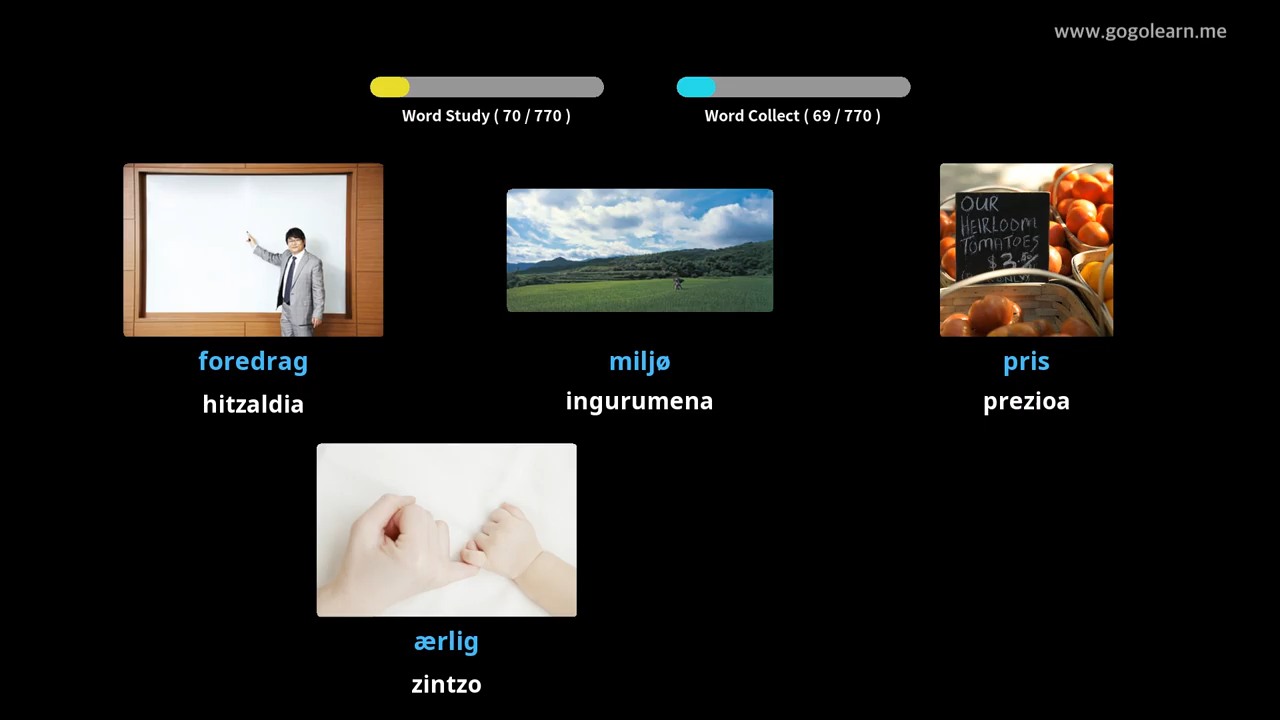 www.gogolearn.me
Word Study ( 70 / 770 )
Word Collect ( 69 / 770 )
OUR
HEIRLOOM
TOMATOES
foredrag
miljø
pris
hitzaldia
ingurumena
prezioa
ærlig
zintzo